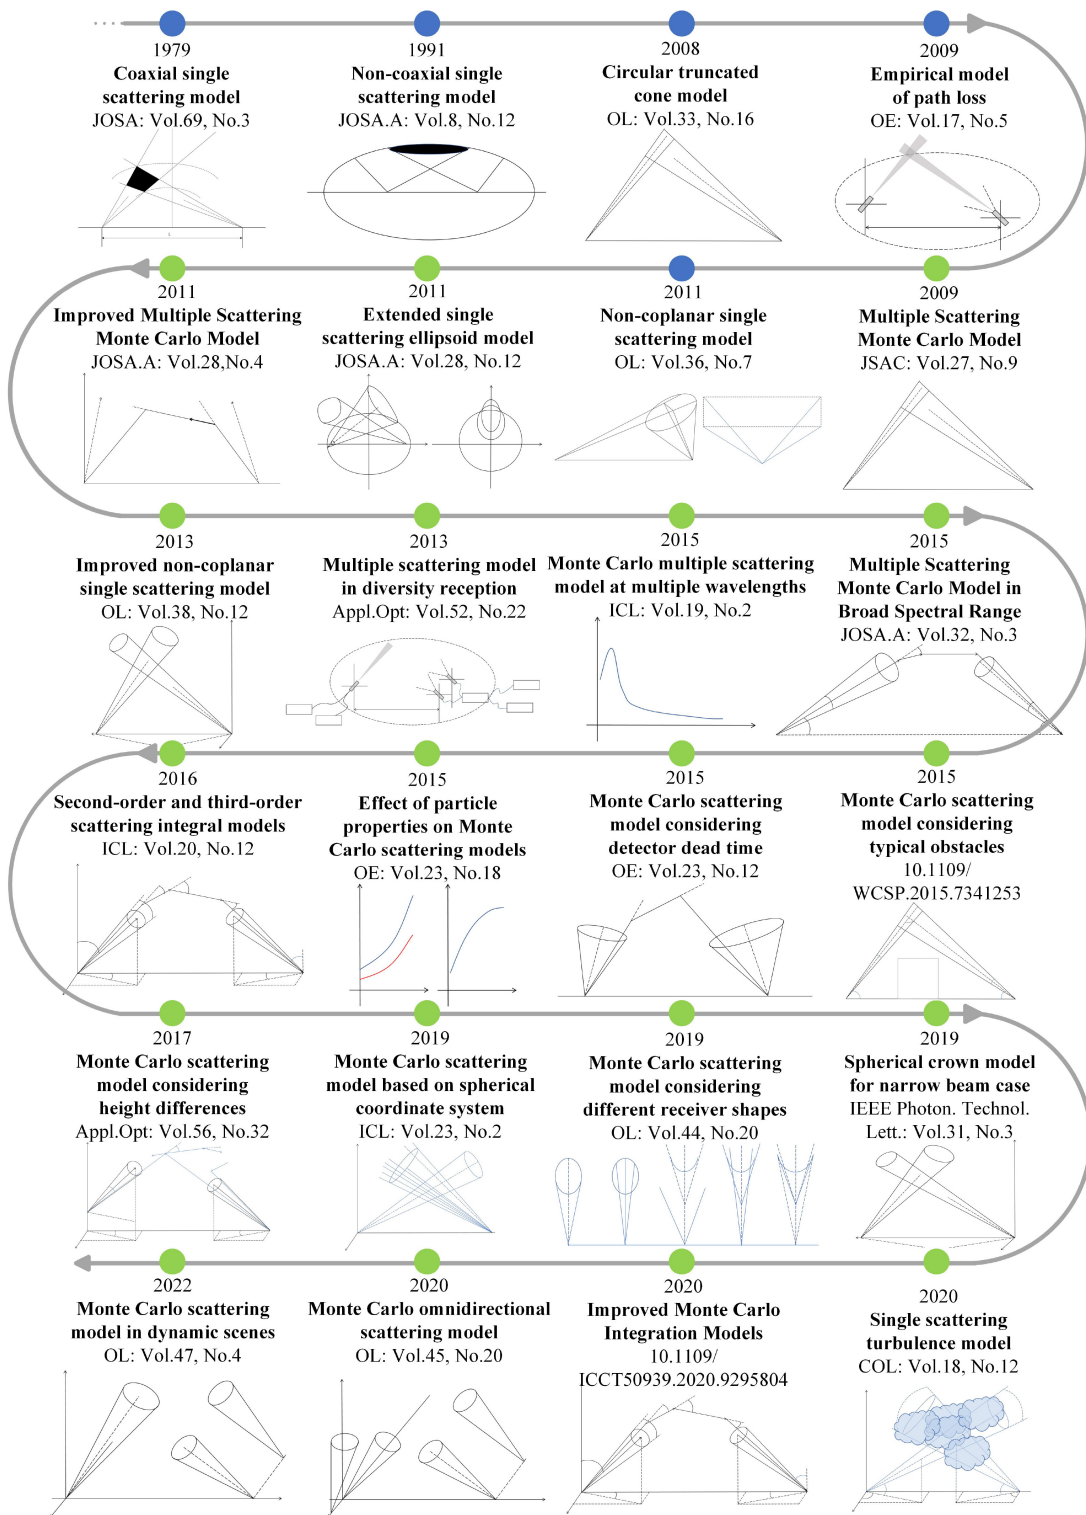 1979
Coaxial single
scattering model
JOSA: Vol.69, No.3
1991
Non-coaxial single
scattering model
JOSA.A: Vol.8, No.12
2008
Circular truncated
cone model
OL: Vol.33, No.16
2009
Empirical model
of path loss
OE: Vol.17, No.5
2011
Improved Multiple Scattering
Monte Carlo Model
JOSA.A: Vol.28,No.4
2011
Extended single
scattering ellipsoid model
JOSA.A: Vol.28, No.12
2011
Non-coplanar single
scattering model
OL: Vol.36, No.7
2009
Multiple Scattering
Monte Carlo Model
JSAC: Vol.27, No.9
2013
Improved non-coplanar
single scattering model
OL: Vol.38, No.12
2013
Multiple scattering model
in diversity reception
Appl.Opt: Vol.52, No.22
2015
Monte Carlo multiple scattering
model at multiple wavelengths
ICL: Vol.19, No.2
2015
Multiple Scattering
Monte Carlo Model in
Broad Spectral Range
JOSA.A: Vol.32, No.3
2016
Second-order and third-order
scattering integral models
ICL: Vol.20, No.12
2015
Effect of particle
properties on Monte
Carlo scattering models
OE: Vol.23, No.18
2015
Monte Carlo scattering
model considering
detector dead time
OE: Vol.23, No.12
2015
Monte Carlo scattering
model considering
typical obstacles
10.1109/
WCSP.2015.7341253
2017
Monte Carlo scattering
model considering
height differences
Appl.Opt: Vol.56, No.32
2019
Monte Carlo scattering
model based on spherical
coordinate system
ICL: Vol.23, No.2
2019
Monte Carlo scattering
model considering
different receiver shapes
OL: Vol.44, No.20
2019
Spherical crown model
for narrow beam case
IEEE Photon. Technol.
Lett.: Vol.31, No.3
2022
Monte Carlo scattering
model in dynamic scenes
OL: Vol.47, No.4
2020
Monte Carlo omnidirectional
scattering model
OL: Vol.45, No.20
2020
Improved Monte Carlo
Integration Models
10.1109/
ICCT50939.2020.9295804
2020
Single scattering
turbulence model
COL: Vol.18, No.12